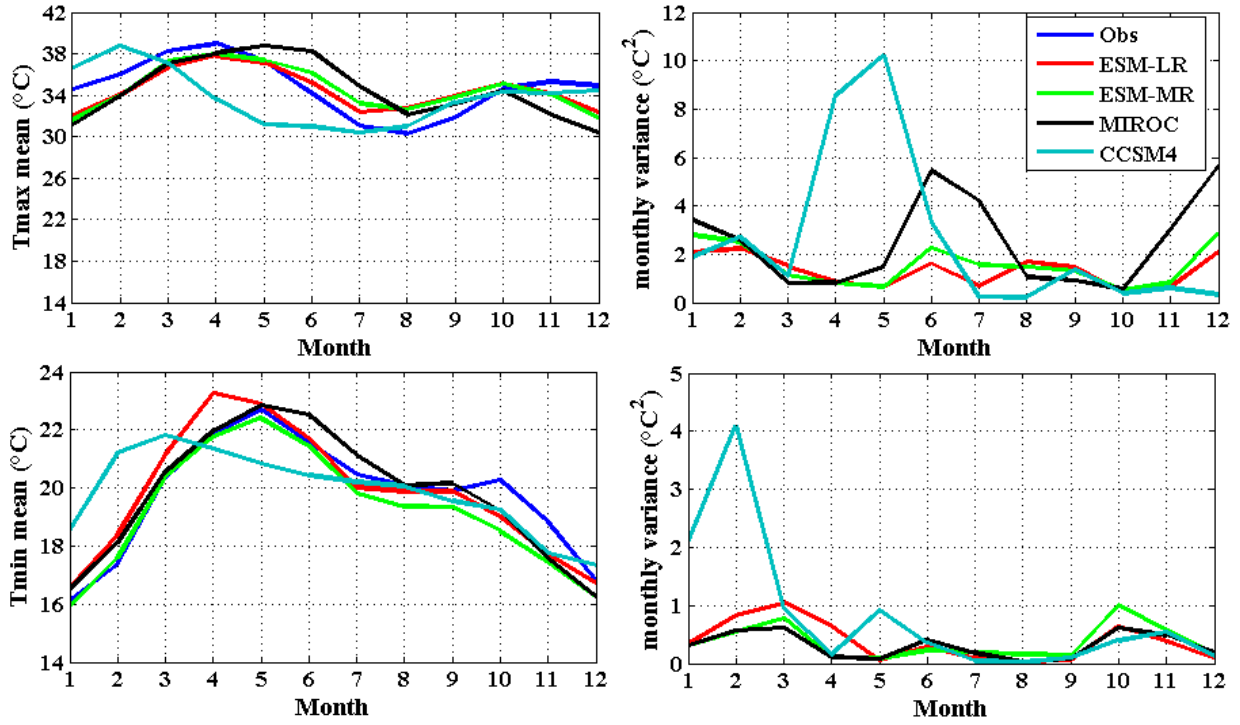 42
38
34
30
26
22
18
14
Tmax mean (°C)
1 2 3 4 5 6 7 8 9 10 11 12
Month
12
10
8
6
4
2
0
monthly variance (°C²)
1 2 3 4 5 6 7 8 9 10 11 12
Month
Obs
ESM-LR
ESM-MR
MIROC
CCSM4
24
22
20
18
16
14
Tmin mean (°C)
1 2 3 4 5 6 7 8 9 10 11 12
Month
5
4
3
2
1
0
monthly variance (°C²)
1 2 3 4 5 6 7 8 9 10 11 12
Month